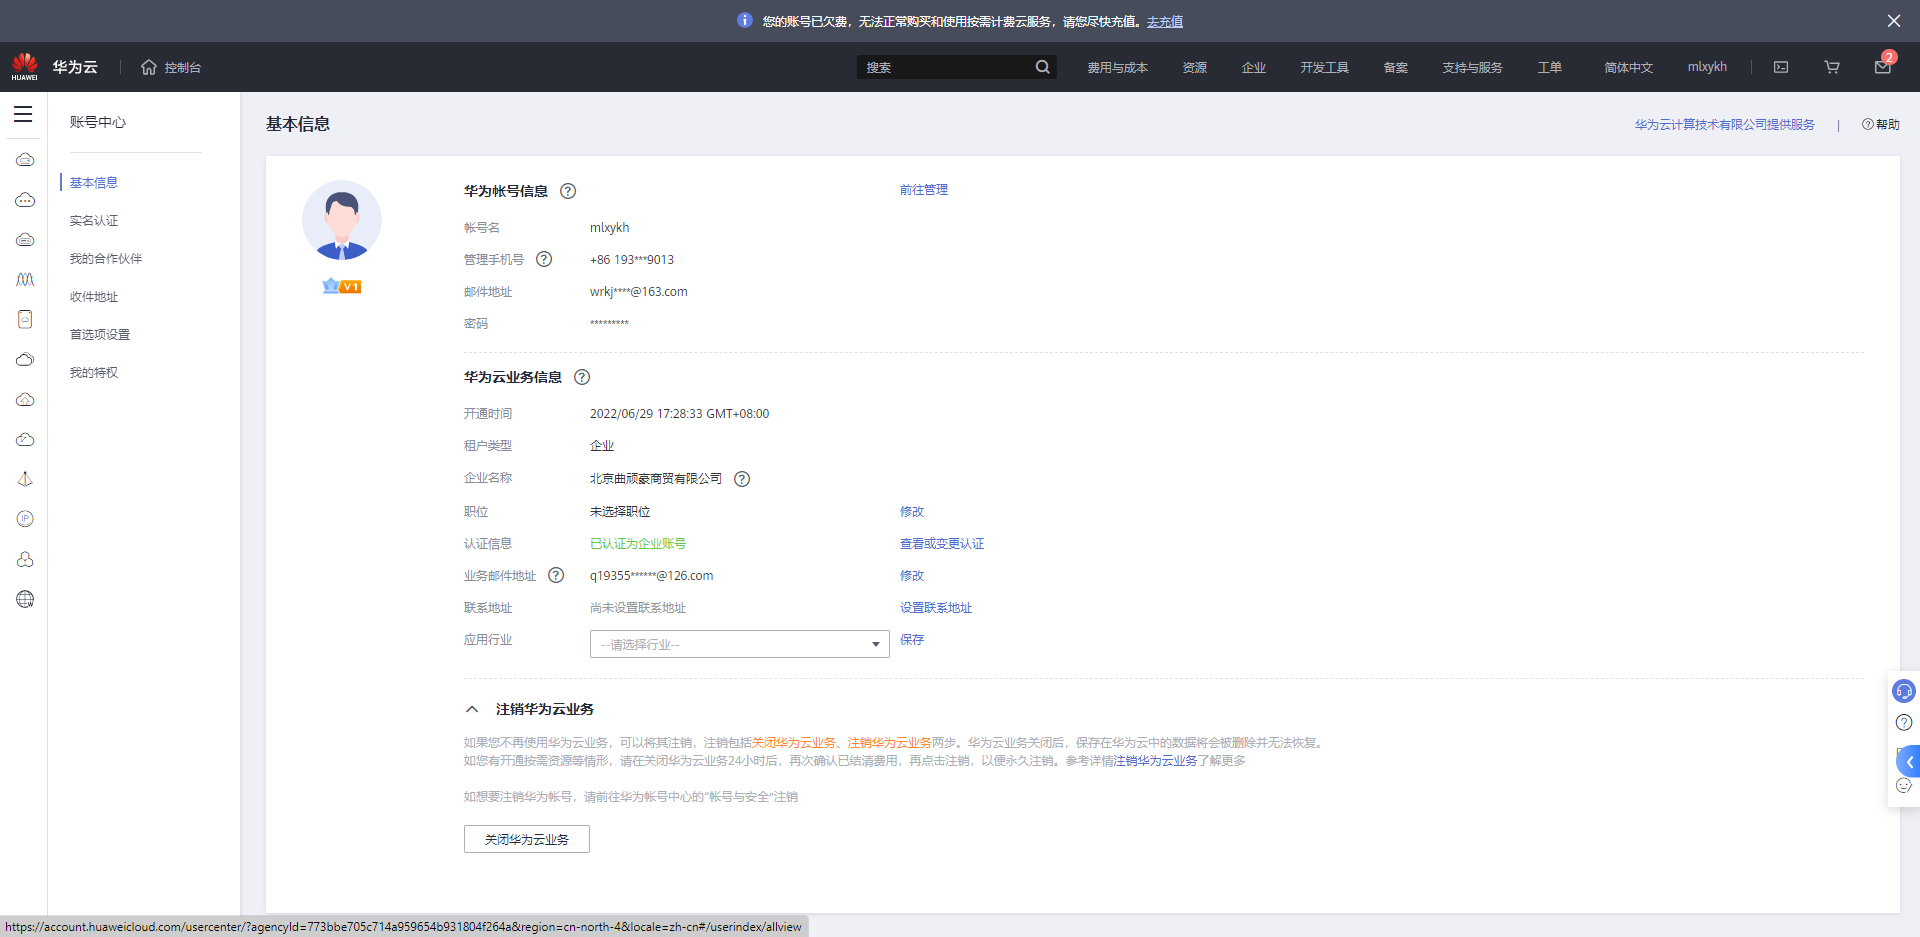 您的账号已欠费，无法正常购买和使用按需计费云服务，请您尽快充值。去充值
HUAWEI 华为云 控制台 搜索 费用与成本 资源 企业 开发工具 备案 支持与服务 工单 简体中文 mlxykh 2
账号中心
基本信息
实名认证
我的合作伙伴
收件地址
首选项设置
我的特权
基本信息
华为云计算技术有限公司提供服务 | 帮助
V1
华为帐号信息 前往管理
帐号名 mlxykh
管理手机号 +86 193***9013
邮件地址 wrkj****@163.com
密码 *********
华为云业务信息
开通时间 2022/06/29 17:28:33 GMT+08:00
租户类型 企业
企业名称 北京曲顽豪商贸有限公司
职位 未选择职位 修改
认证信息 已认证为企业账号 查看或变更认证
业务邮件地址 q19355******@126.com 修改
联系地址 尚未设置联系地址 设置联系地址
应用行业 --请选择行业-- 保存
注销华为云业务
如果您不再使用华为云业务，可以将其注销，注销包括关闭华为云业务、注销华为云业务两步。华为云业务关闭后，保存在华为云中的数据将会被删除并无法恢复。
如您有开通按需资源等情形，请在关闭华为云业务24小时后，再次确认已结清费用，再点击注销，以便永久注销。参考详情注销华为云业务了解更多
如想要注销华为帐号，请前往华为帐号中心的"帐号与安全"注销
关闭华为云业务
https://account.huaweicloud.com/usercenter/?agencyId=773bbe705c714a959654b931804f264a&region=cn-north-4&locale=zh-cn#/userindex/allview